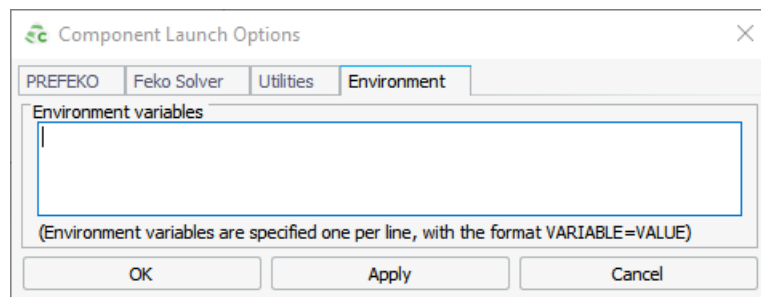 Component Launch Options
PREFEKO Feko Solver Utilities Environment
Environment variables
(Environment variables are specified one per line, with the format VARIABLE=VALUE)
OK Apply Cancel